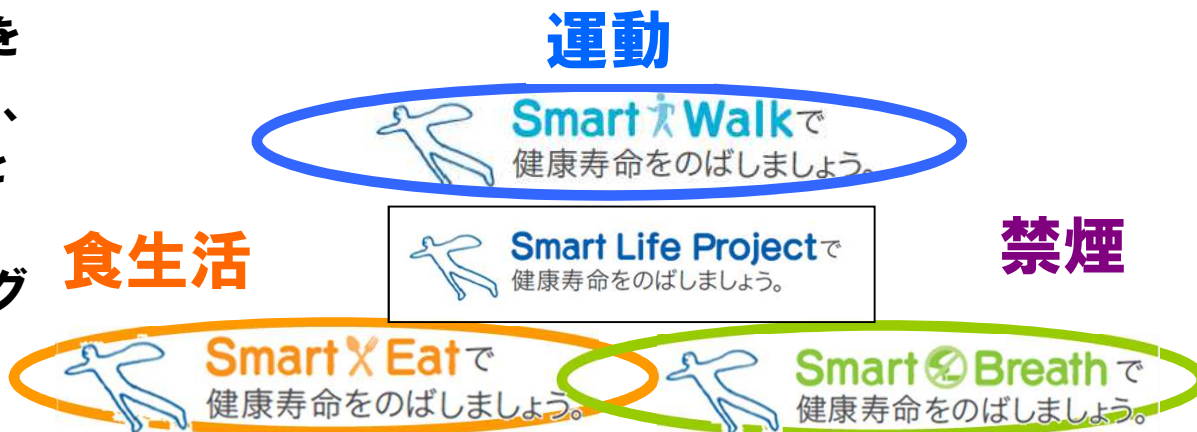 を
運動
、
Smart Walkで
健康寿命をのばしましょう。
と
食生活
Smart Life Projectで
健康寿命をのばしましょう。
禁煙
グ
Smart Eatで
健康寿命をのばしましょう。
Smart Breathで
健康寿命をのばしましょう。